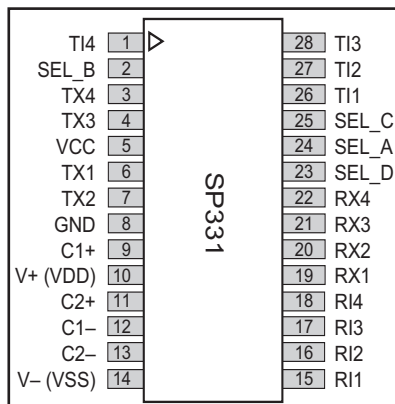 TI4 1 28 TI3
SEL_B 2 27 TI2
TX4 3 26 TI1
TX3 4 25 SEL_C
VCC 5 24 SEL_A
TX1 6 23 SEL_D
TX2 7 22 RX4
GND 8 21 RX3
C1+ 9 20 RX2
V+ (VDD) 10 19 RX1
C2+ 11 18 RI4
C1– 12 17 RI3
C2– 13 16 RI2
V– (VSS) 14 15 RI1
SP331